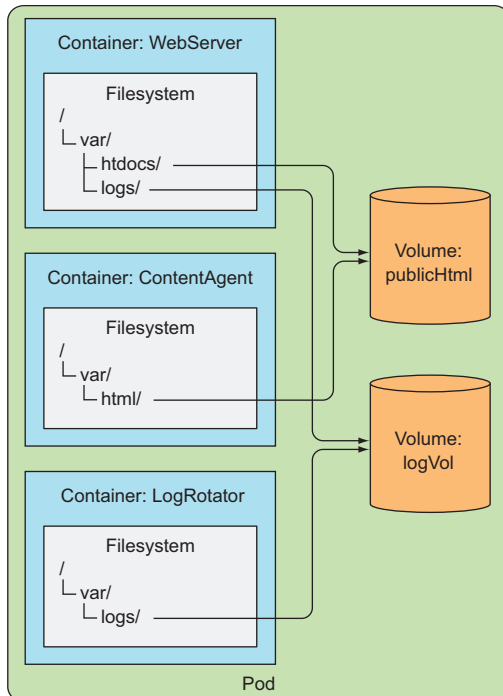 Container: WebServer
Filesystem
/
var/
htdocs/
logs/
Container: ContentAgent
Filesystem
/
var/
html/
Container: LogRotator
Filesystem
/
var/
logs/
Volume:
publicHtml
Volume:
logVol
Pod